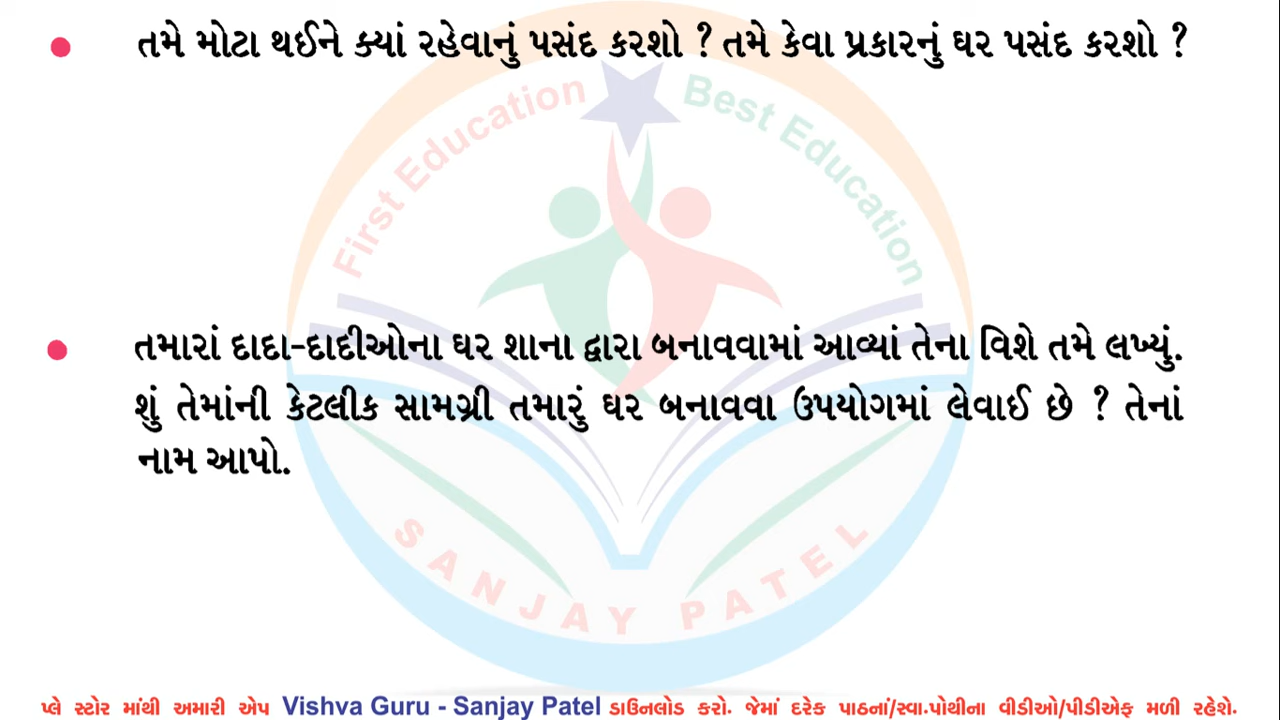 તમે મોટા થઈને ક્યાં રહેવાનું પસંદ કરશો ? તમે કેવા પ્રકારનું ઘર પસંદ કરશો ?
First Education Best Education
તમારાં દાદા-દાદીઓના ઘર શાના દ્વારા બનાવવામાં આવ્યાં તેના વિશે તમે લખ્યું.
શું તેમાંની કેટલીક સામગ્રી તમારું ઘર બનાવવા ઉપયોગમાં લેવાઈ છે ? તેનાં
નામ આપો.
SANJAY PATEL
પ્લે સ્ટોર માંથી અમારી એપ Vishva Guru - Sanjay Patel ડાઉનલોડ કરો. જેમાં દરેક પાઠનાં/સ્વા.પોથીના વીડીઓ/પીડીએફ મળી રહેશે.